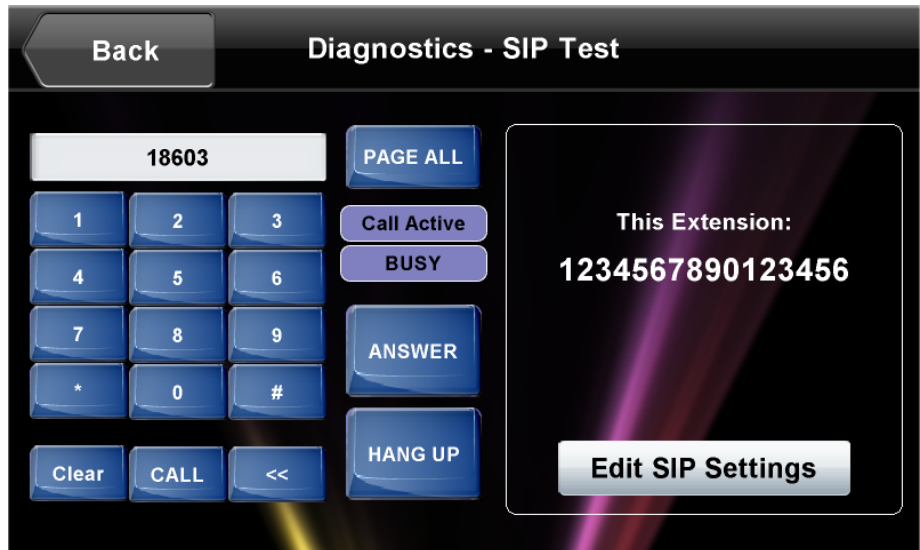 Back
Diagnostics - SIP Test
18603
1 2 3
4 5 6
7 8 9
* 0 #
Clear CALL <<
PAGE ALL
Call Active
BUSY
ANSWER
HANG UP
This Extension:
1234567890123456
Edit SIP Settings